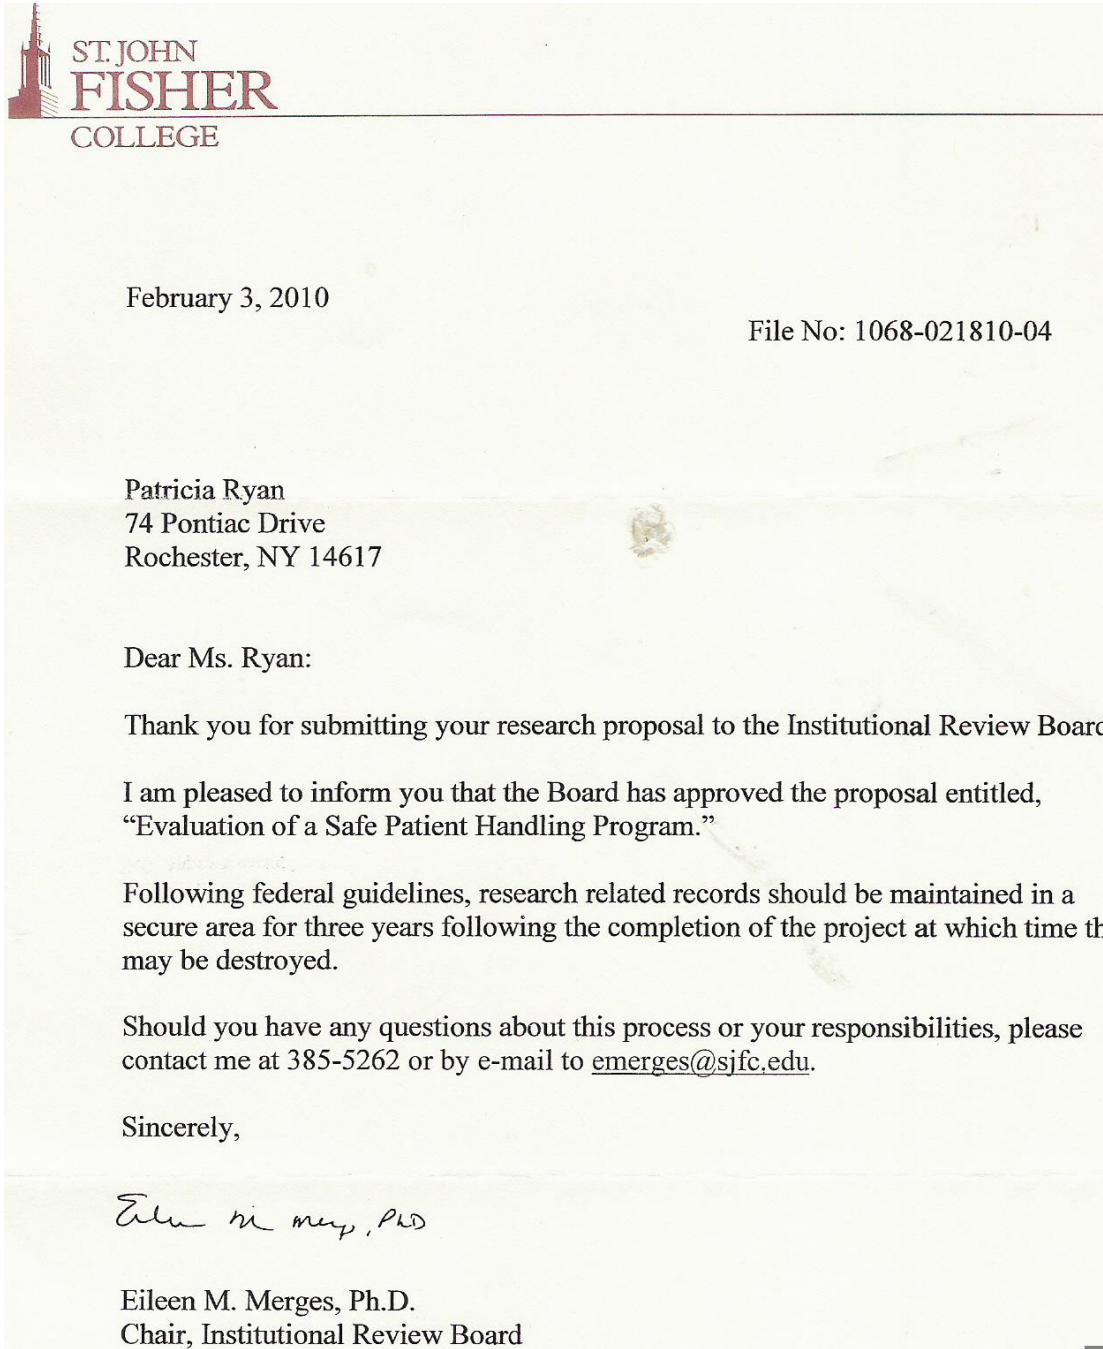 ST. JOHN
FISHER
COLLEGE
February 3, 2010
File No: 1068-021810-04
Patricia Ryan
74 Pontiac Drive
Rochester, NY 14617
Dear Ms. Ryan:
Thank you for submitting your research proposal to the Institutional Review Board
I am pleased to inform you that the Board has approved the proposal entitled,
“Evaluation of a Safe Patient Handling Program.”
Following federal guidelines, research related records should be maintained in a
secure area for three years following the completion of the project at which time th
may be destroyed.
Should you have any questions about this process or your responsibilities, please
contact me at 385-5262 or by e-mail to emerges@sjfc.edu.
Sincerely,
PhD
Eileen M. Merges, Ph.D.
Chair, Institutional Review Board